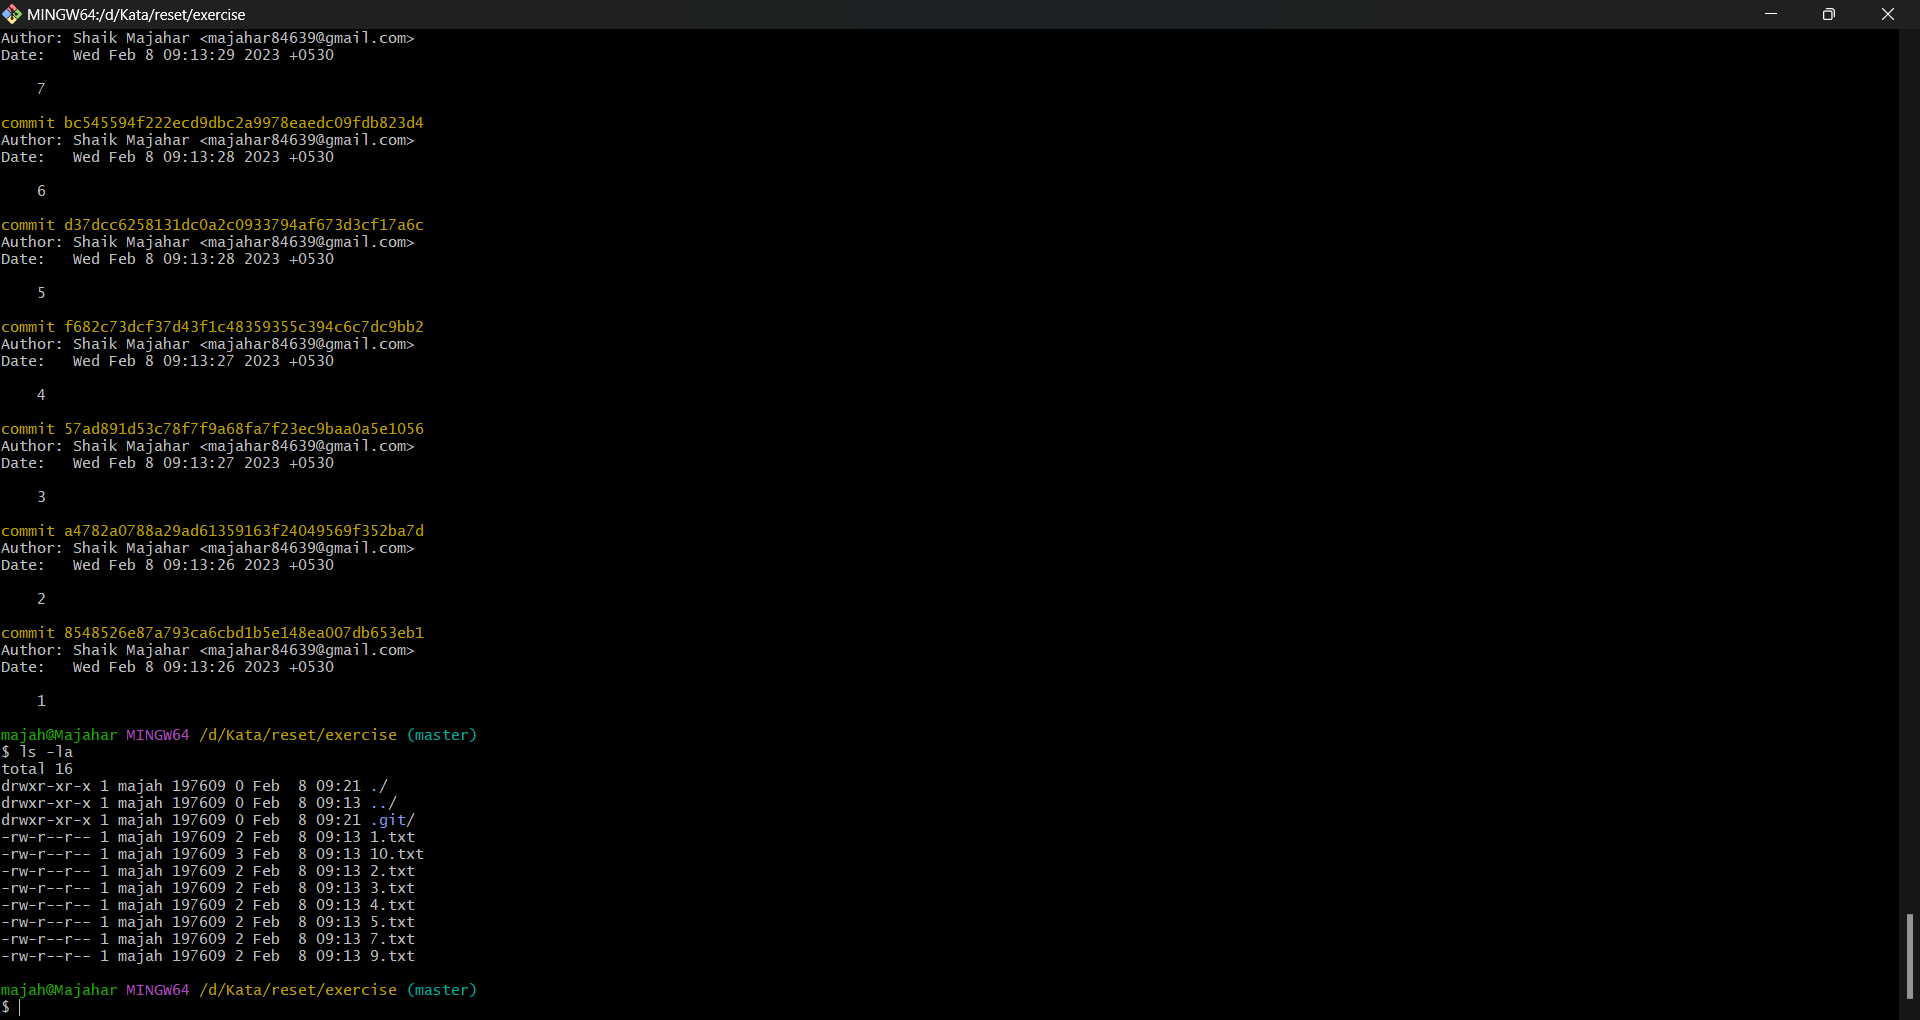 MINGW64:/d/Kata/reset/exercise
Author: Shaik Majahar <majahar84639@gmail.com>
Date:   Wed Feb 8 09:13:29 2023 +0530
    7
commit bc545594f222ecd9dbc2a9978eaedc09fdb823d4
Author: Shaik Majahar <majahar84639@gmail.com>
Date:   Wed Feb 8 09:13:28 2023 +0530
    6
commit d37dcc6258131dc0a2c0933794af673d3cf17a6c
Author: Shaik Majahar <majahar84639@gmail.com>
Date:   Wed Feb 8 09:13:28 2023 +0530
    5
commit f682c73dcf37d43f1c48359355c394c6c7dc9bb2
Author: Shaik Majahar <majahar84639@gmail.com>
Date:   Wed Feb 8 09:13:27 2023 +0530
    4
commit 57ad891d53c78f7f9a68fa7f23ec9baa0a5e1056
Author: Shaik Majahar <majahar84639@gmail.com>
Date:   Wed Feb 8 09:13:27 2023 +0530
    3
commit a4782a0788a29ad61359163f24049569f352ba7d
Author: Shaik Majahar <majahar84639@gmail.com>
Date:   Wed Feb 8 09:13:26 2023 +0530
    2
commit 8548526e87a793ca6cbd1b5e148ea007db653eb1
Author: Shaik Majahar <majahar84639@gmail.com>
Date:   Wed Feb 8 09:13:26 2023 +0530
    1
majah@Majahar MINGW64 /d/Kata/reset/exercise (master)
$ ls -la
total 16
drwxr-xr-x 1 majah 197609 0 Feb  8 09:21 ./
drwxr-xr-x 1 majah 197609 0 Feb  8 09:13 ../
drwxr-xr-x 1 majah 197609 0 Feb  8 09:21 .git/
-rw-r--r-- 1 majah 197609 2 Feb  8 09:13 1.txt
-rw-r--r-- 1 majah 197609 3 Feb  8 09:13 10.txt
-rw-r--r-- 1 majah 197609 2 Feb  8 09:13 2.txt
-rw-r--r-- 1 majah 197609 2 Feb  8 09:13 3.txt
-rw-r--r-- 1 majah 197609 2 Feb  8 09:13 4.txt
-rw-r--r-- 1 majah 197609 2 Feb  8 09:13 5.txt
-rw-r--r-- 1 majah 197609 2 Feb  8 09:13 7.txt
-rw-r--r-- 1 majah 197609 2 Feb  8 09:13 9.txt
majah@Majahar MINGW64 /d/Kata/reset/exercise (master)
$